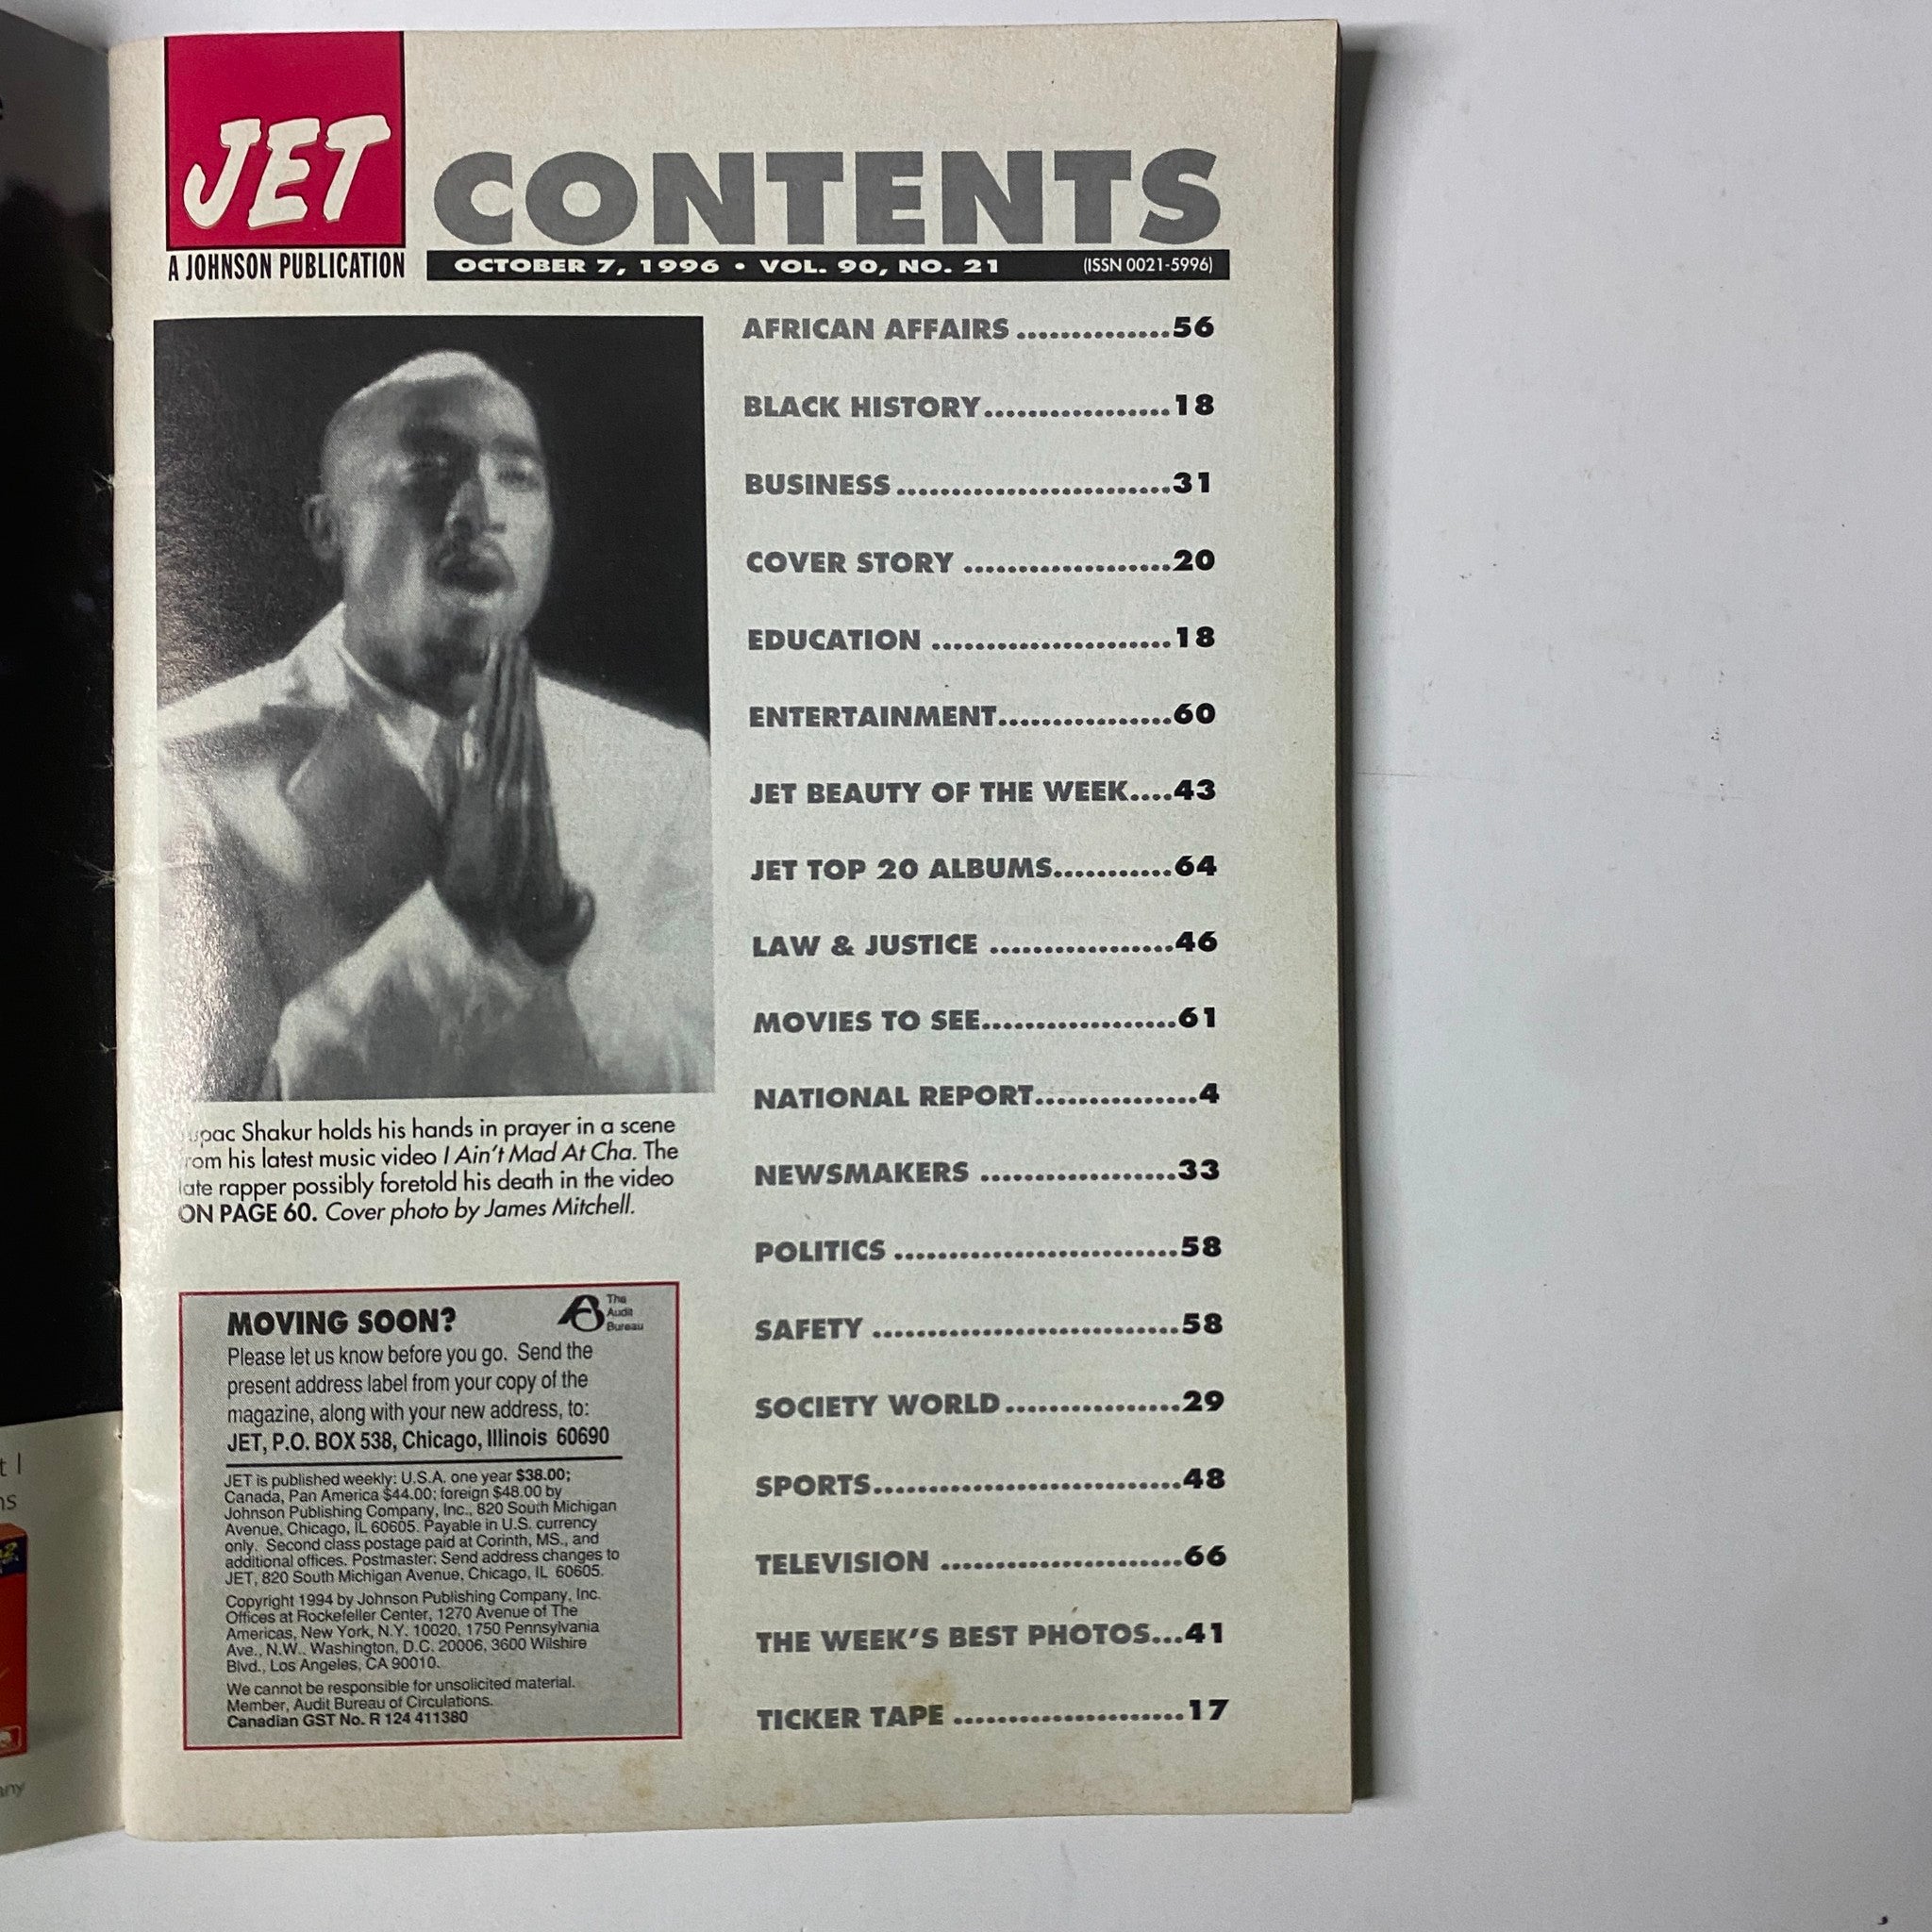 JET
A JOHNSON PUBLICATION
CONTENTS
OCTOBER 7, 1996 • VOL. 90, NO. 21 (ISSN 0021-5996)
upac Shakur holds his hands in prayer in a scene
rom his latest music video I Ain't Mad At Cha. The
late rapper possibly foretold his death in the video
ON PAGE 60. Cover photo by James Mitchell.
MOVING SOON?
The
Audit
Bureau
Please let us know before you go. Send the
present address label from your copy of the
magazine, along with your new address, to:
JET, P.O. BOX 538, Chicago, Illinois 60690
JET is published weekly: U.S.A. one year $38.00;
Canada, Pan America $44.00; foreign $48.00 by
Johnson Publishing Company, Inc., 820 South Michigan
Avenue, Chicago, IL 60605. Payable in U.S. currency
only. Second class postage paid at Corinth, MS., and
additional offices. Postmaster: Send address changes to
JET, 820 South Michigan Avenue, Chicago, IL 60605.
Copyright 1994 by Johnson Publishing Company, Inc.
Offices at Rockefeller Center, 1270 Avenue of The
Americas, New York, N.Y. 10020, 1750 Pennsylvania
Ave., N.W., Washington, D.C. 20006, 3600 Wilshire
Blvd., Los Angeles, CA 90010.
We cannot be responsible for unsolicited material.
Member, Audit Bureau of Circulations.
Canadian GST No. R 124 411380
AFRICAN AFFAIRS..............56
BLACK HISTORY.................18
BUSINESS.........................31
COVER STORY ...................20
EDUCATION ......................18
ENTERTAINMENT................60
JET BEAUTY OF THE WEEK....43
JET TOP 20 ALBUMS...........64
LAW & JUSTICE .................46
MOVIES TO SEE..................61
NATIONAL REPORT...............4
NEWSMAKERS ..................33
POLITICS ..........................58
SAFETY ............................58
SOCIETY WORLD................29
SPORTS............................48
TELEVISION ......................66
THE WEEK'S BEST PHOTOS...41
TICKER TAPE .....................17